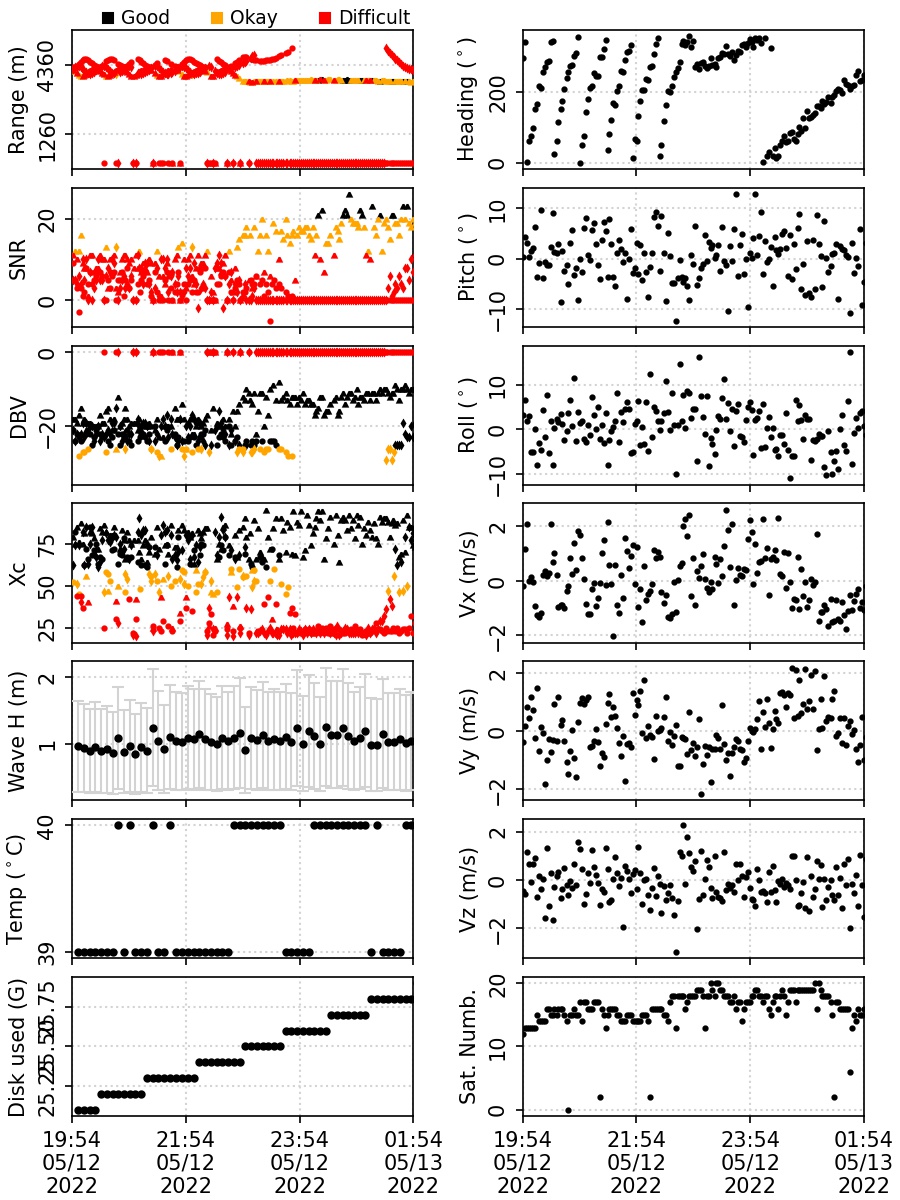 Good Okay Difficult
Range (m)
4360
1260
Heading (°)
200
0
SNR
20
0
Pitch (°)
10
0
−10
DBV
0
−20
Roll (°)
10
0
−10
Xc
75
50
25
Vx (m/s)
2
0
−2
Wave H (m)
2
1
Vy (m/s)
2
0
−2
Temp (°C)
40
39
Vz (m/s)
2
0
−2
Disk used (G)
25.75
25.50
25.25
Sat. Numb.
20
10
0
19:54 21:54 23:54 01:54
05/12 05/12 05/12 05/13
2022 2022 2022 2022
19:54 21:54 23:54 01:54
05/12 05/12 05/12 05/13
2022 2022 2022 2022